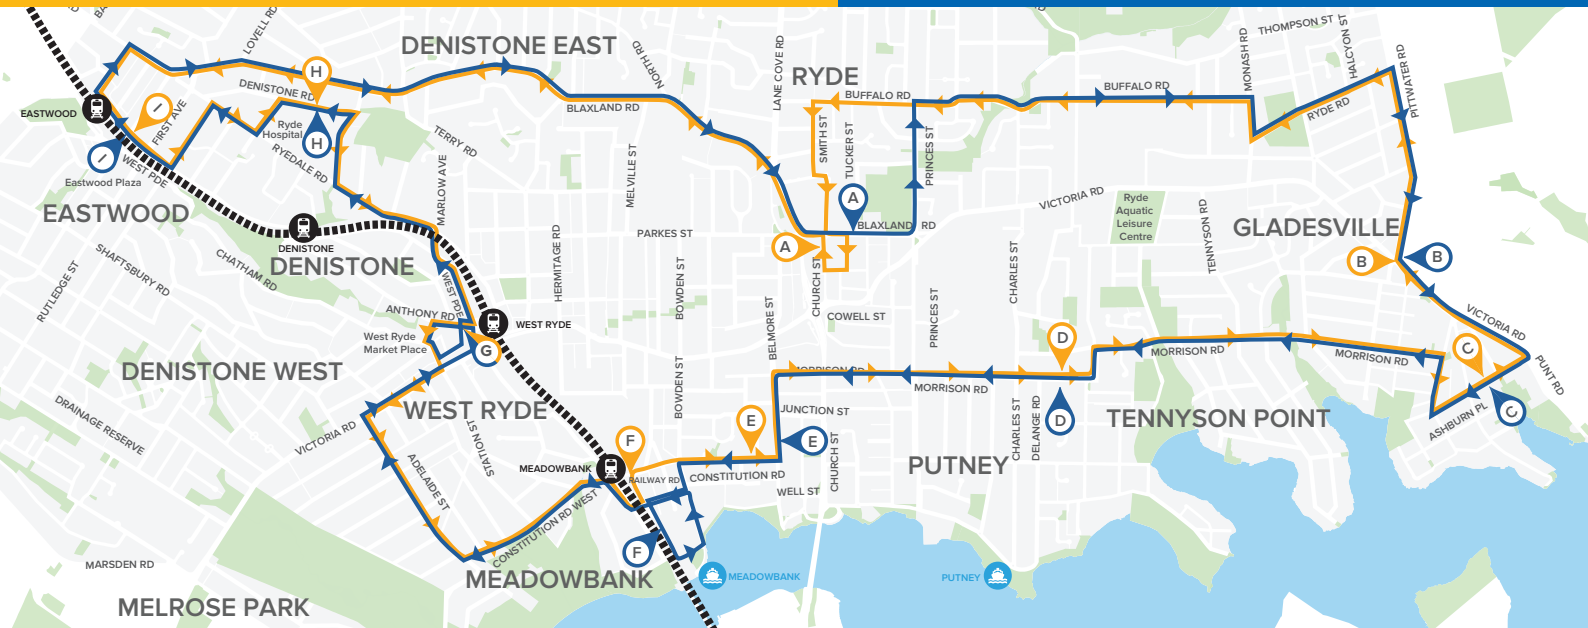 LOVELL RD
DENISTONE EAST
NORTH RD
LANE COVE RD
RYDE
THOMPSON ST
HALCYON ST
MONASH RD
PITTWATER RD
H
DENISTONE RD
BLAXLAND RD
BUFFALO RD
BUFFALO RD
RYDE RD
EASTWOOD
I
FIRST AVE
Ryde
Hospital
H
TERRY RD
SMITH ST
TUCKER ST
PRINCES ST
I
WEST PDE
RYEDALE RD
Eastwood Plaza
MARLOW AVE
MELVILLE ST
A
VICTORIA RD
Ryde
Aquatic
Leisure
Centre
TENNYSON RD
EASTWOOD
PARKES ST
BLAXLAND RD
GLADESVILLE
DENISTONE
A
B
B
SHAFTSBURY RD
CHATHAM RD
DENISTONE
HERMITAGE RD
BOWDEN ST
CHURCH ST
CHARLES ST
RUTLEDGE ST
WEST PDE
ANTHONY RD
WEST RYDE
BELMORE ST
COWELL ST
PRINCES ST
VICTORIA RD
West Ryde
Market Place
G
D
C
MORRISON RD
MORRISON RD
PUNT RD
DENISTONE WEST
BOWDEN ST
MORRISON RD
MORRISON RD
DRAINAGE RESERVE
WEST RYDE
JUNCTION ST
CHARLES ST
DELANGE RD
D
TENNYSON POINT
C
ASHBURN PL
VICTORIA RD
STATION ST
F
E
E
CHURCH ST
PUTNEY
ADELAIDE ST
MEADOWBANK
RAILWAY RD
CONSTITUTION RD
WELL ST
CONSTITUTION RD WEST
F
MARSDEN RD
MEADOWBANK
MEADOWBANK
PUTNEY
MELROSE PARK